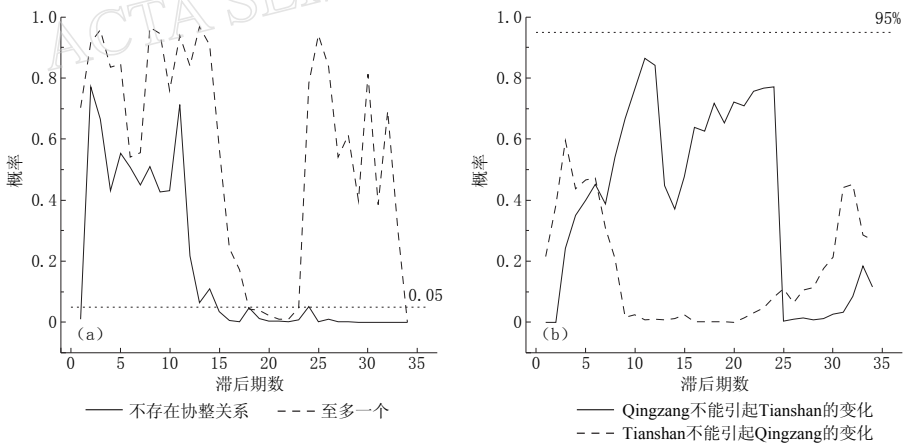 ACTA SEI
1.0
0.8
0.6
0.4
0.2
0
概率
0.05
(a)
0 5 10 15 20 25 30 35
滞后期数
不存在协整关系 至多一个
1.0
0.8
0.6
0.4
0.2
0
概率
95%
(b)
0 5 10 15 20 25 30 35
滞后期数
Qingzang不能引起Tianshan的变化
Tianshan不能引起Qingzang的变化